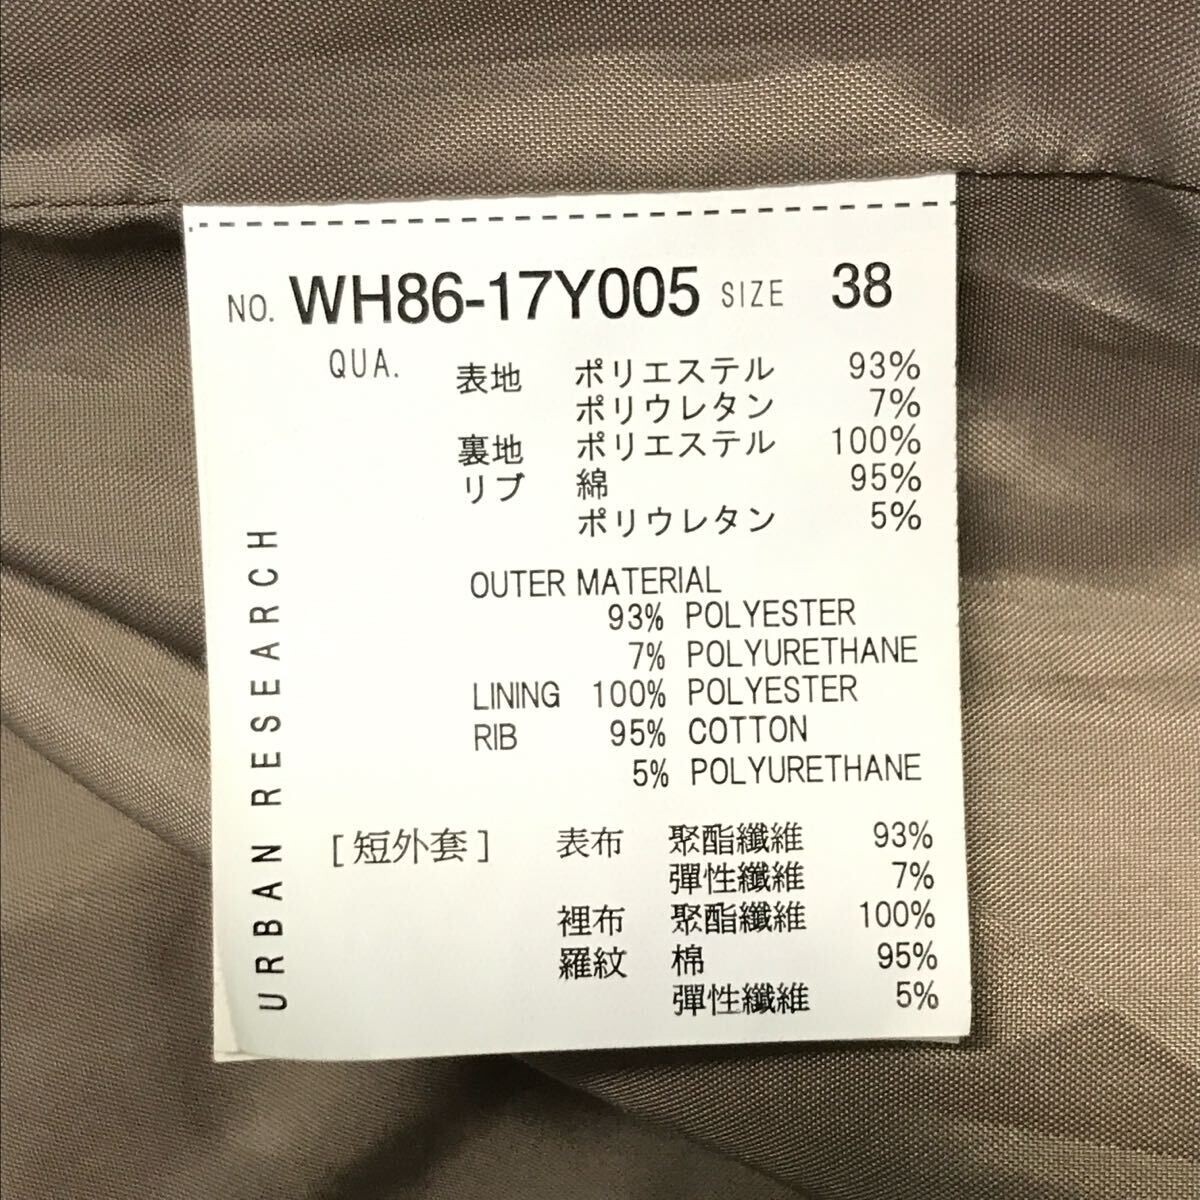 NO. WH86-17Y005 SIZE 38
QUA. 表地 ポリエステル 93%
ポリウレタン 7%
裏地 ポリエステル 100%
リブ 綿 95%
ポリウレタン 5%
OUTER MATERIAL
93% POLYESTER
7% POLYURETHANE
LINING 100% POLYESTER
RIB 95% COTTON
5% POLYURETHANE
[短外套] 表布 聚酯纖維 93%
彈性纖維 7%
裡布 聚酯纖維 100%
羅紋 棉 95%
彈性纖維 5%
URBAN RESEARCH